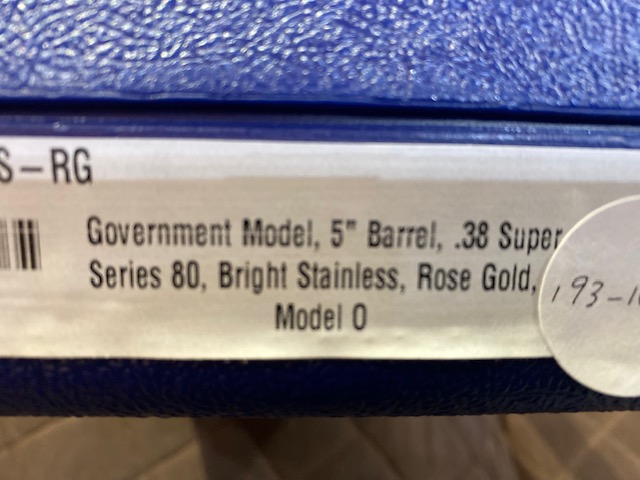 S-RG
Government Model, 5" Barrel, .38 Super
Series 80, Bright Stainless, Rose Gold,
Model O
193-1